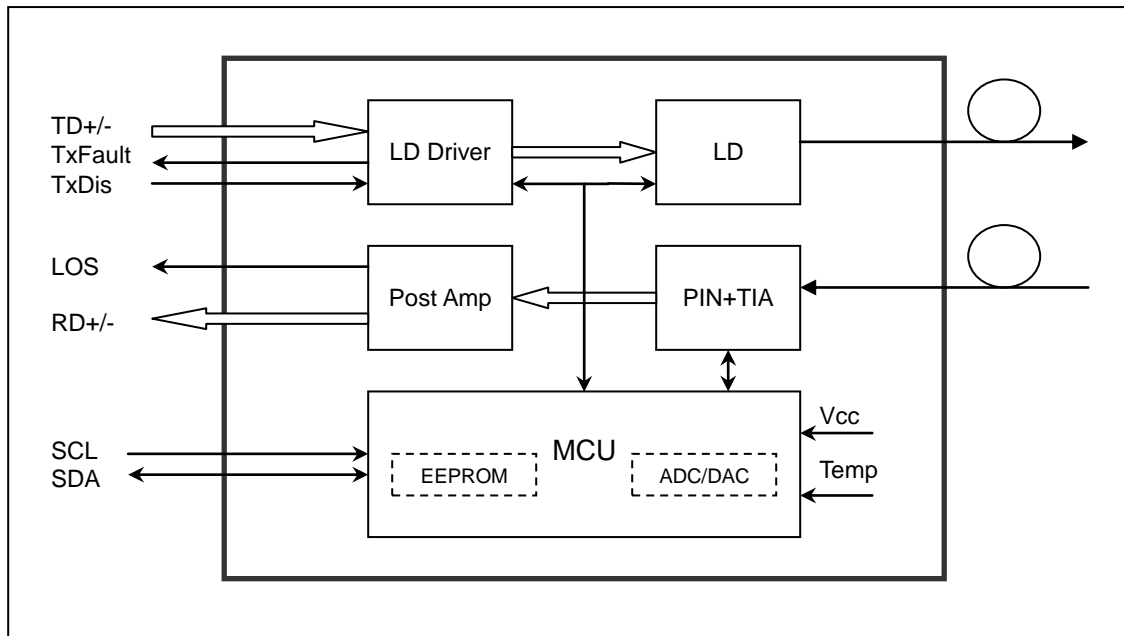 TD+/-
TxFault
TxDis
LD Driver
LD
LOS
RD+/-
Post Amp
PIN+TIA
SCL
SDA
MCU
EEPROM
ADC/DAC
Vcc
Temp